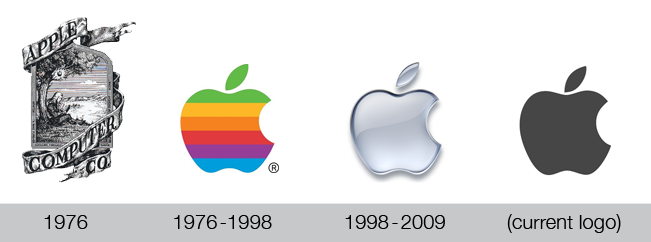 APPLE
COMPUTER
CO.
®
1976
1976-1998
1998-2009
(current logo)